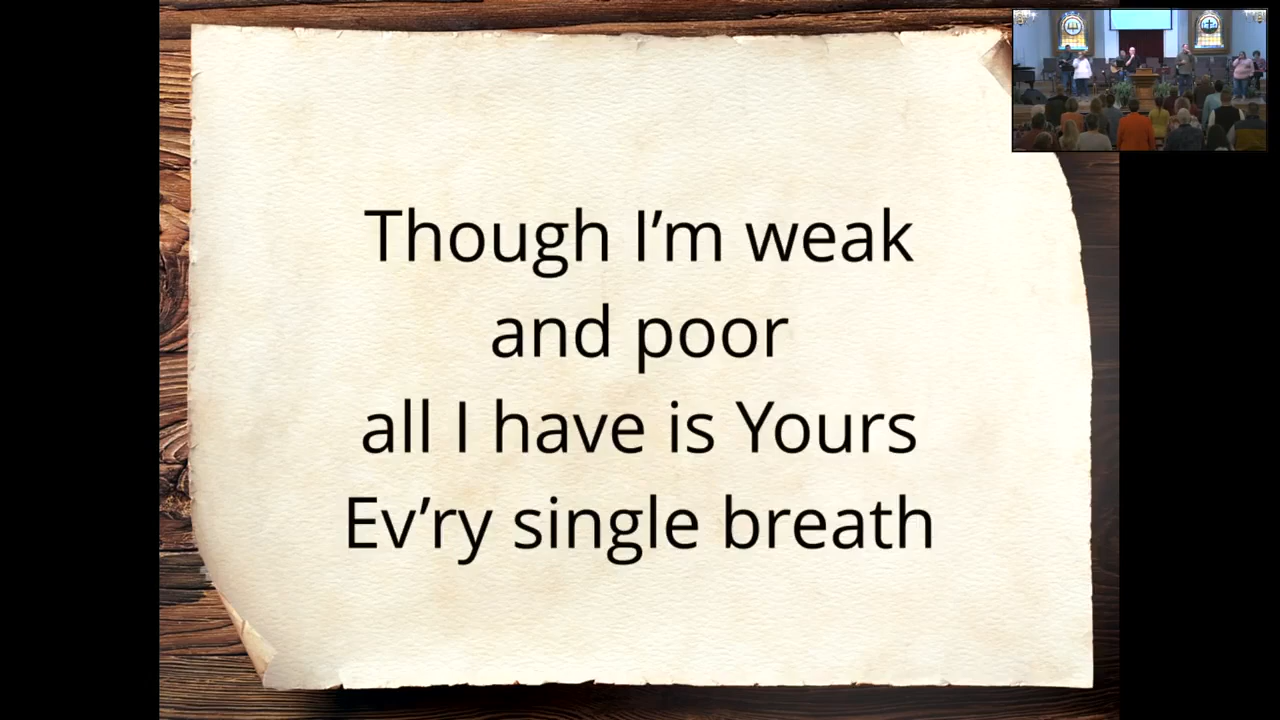 Though I’m weak
and poor
all I have is Yours
Ev’ry single breath